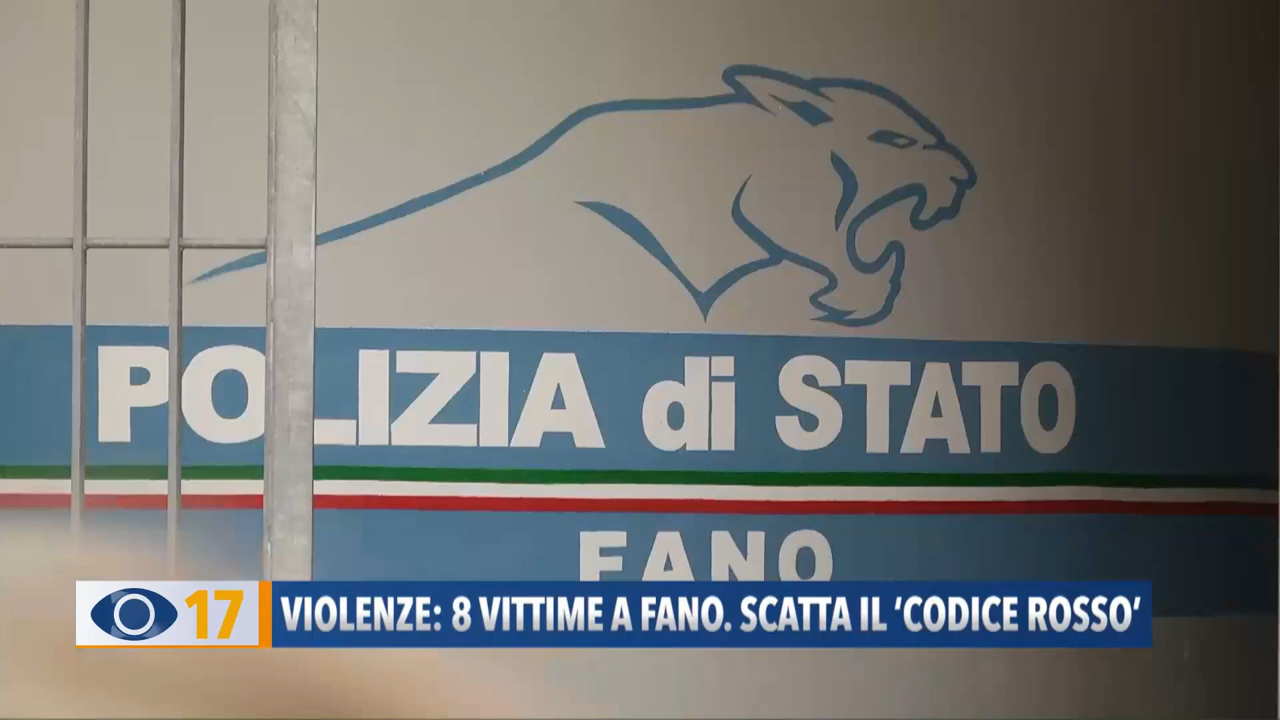 POLIZIA di STATO
FANO
17 VIOLENZE: 8 VITTIME A FANO. SCATTA IL ‘CODICE ROSSO’